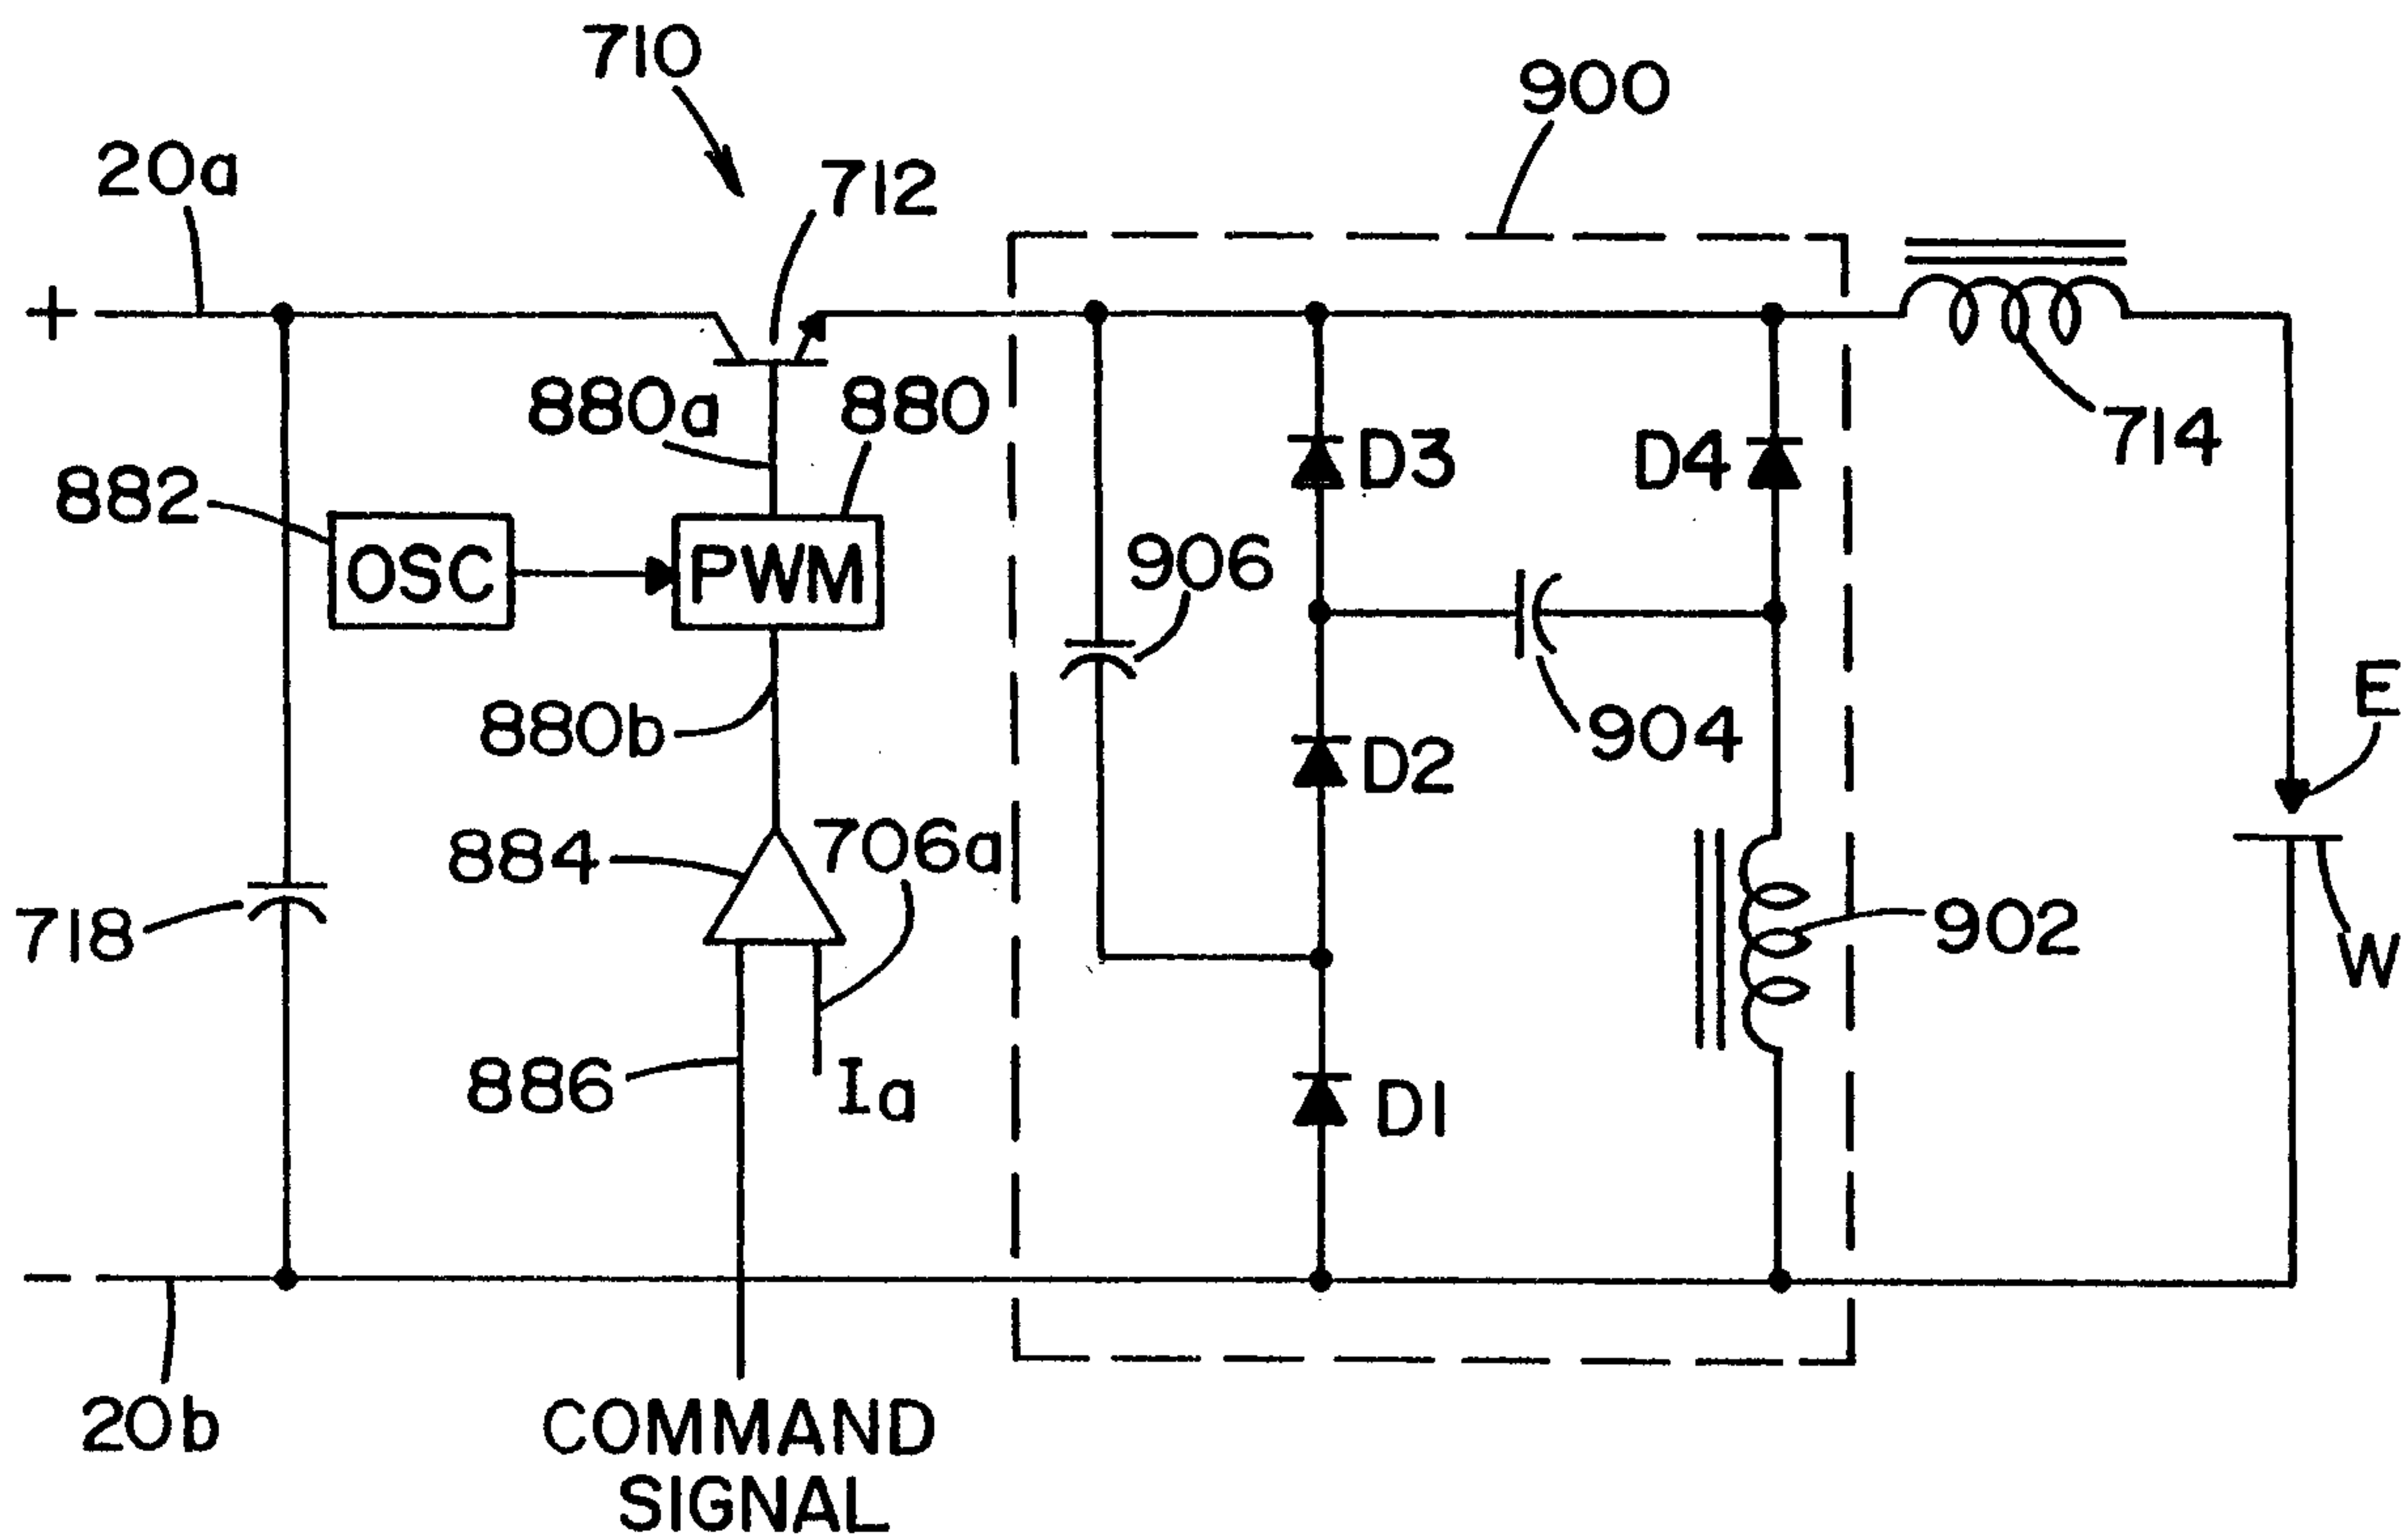 710
900
20a
712
+
880a
880
714
D3
D4
882
OSC
PWM
906
E
880b
904
D2
884
706a
718
902
W
886
Ia
D1
-
20b
COMMAND
SIGNAL